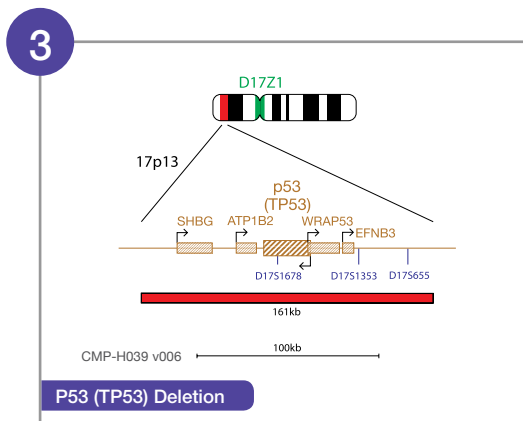 3
D17Z1
17p13
p53
(TP53)
SHBG ATP1B2 WRAP53
EFNB3
D17S1678 D17S1353 D17S655
161kb
100kb
CMP-H039 v006
P53 (TP53) Deletion